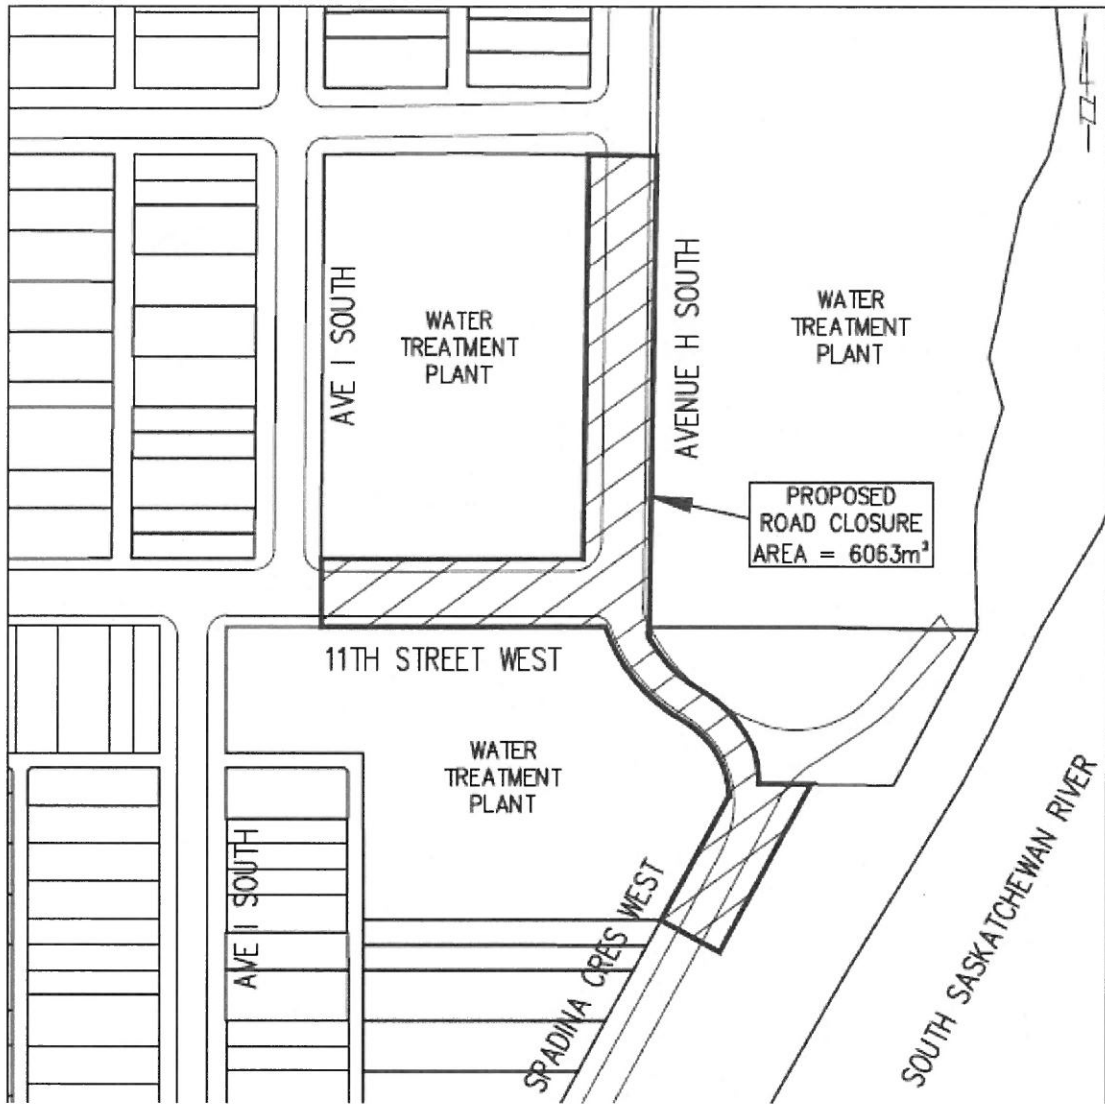 N
AVE I SOUTH
WATER
TREATMENT
PLANT
AVENUE H SOUTH
WATER
TREATMENT
PLANT
PROPOSED
ROAD CLOSURE
AREA = 6063m²
11TH STREET WEST
WATER
TREATMENT
PLANT
AVE I SOUTH
SPADINA CRES WEST
SOUTH SASKATCHEWAN RIVER